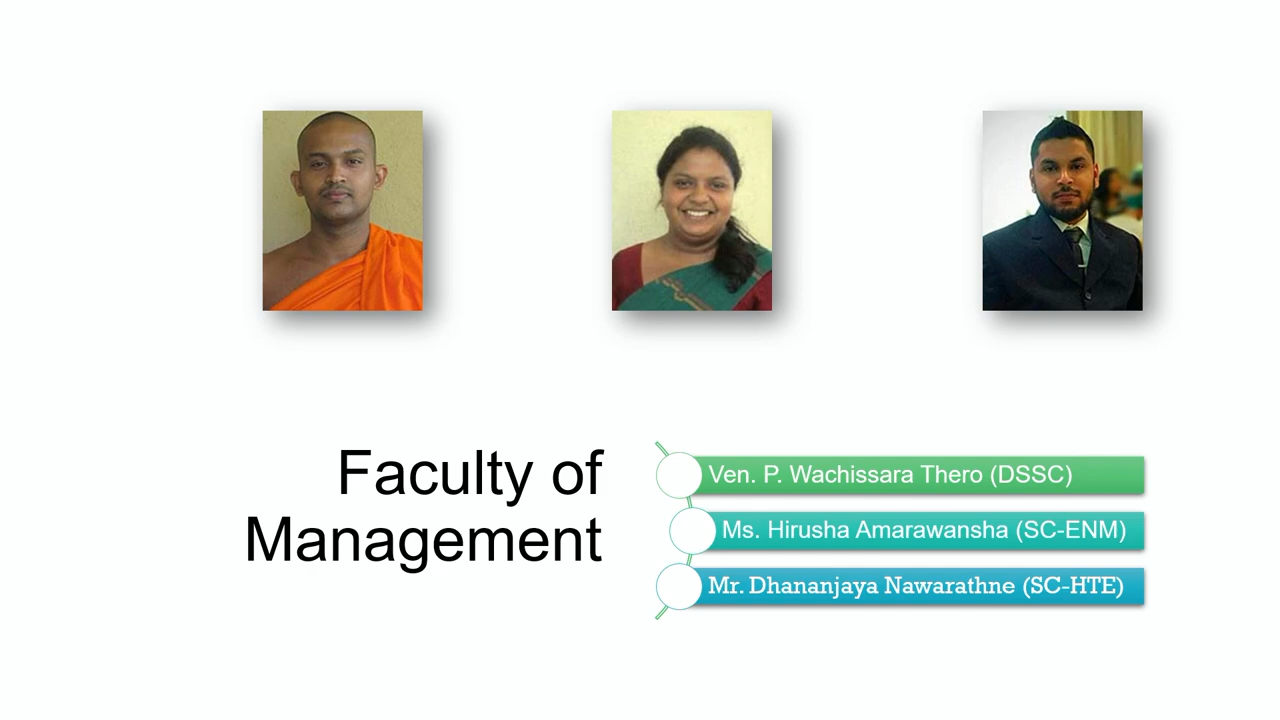 Faculty of
Management
Ven. P. Wachissara Thero (DSSC)
Ms. Hirusha Amarawansha (SC-ENM)
Mr. Dhananjaya Nawarathne (SC-HTE)